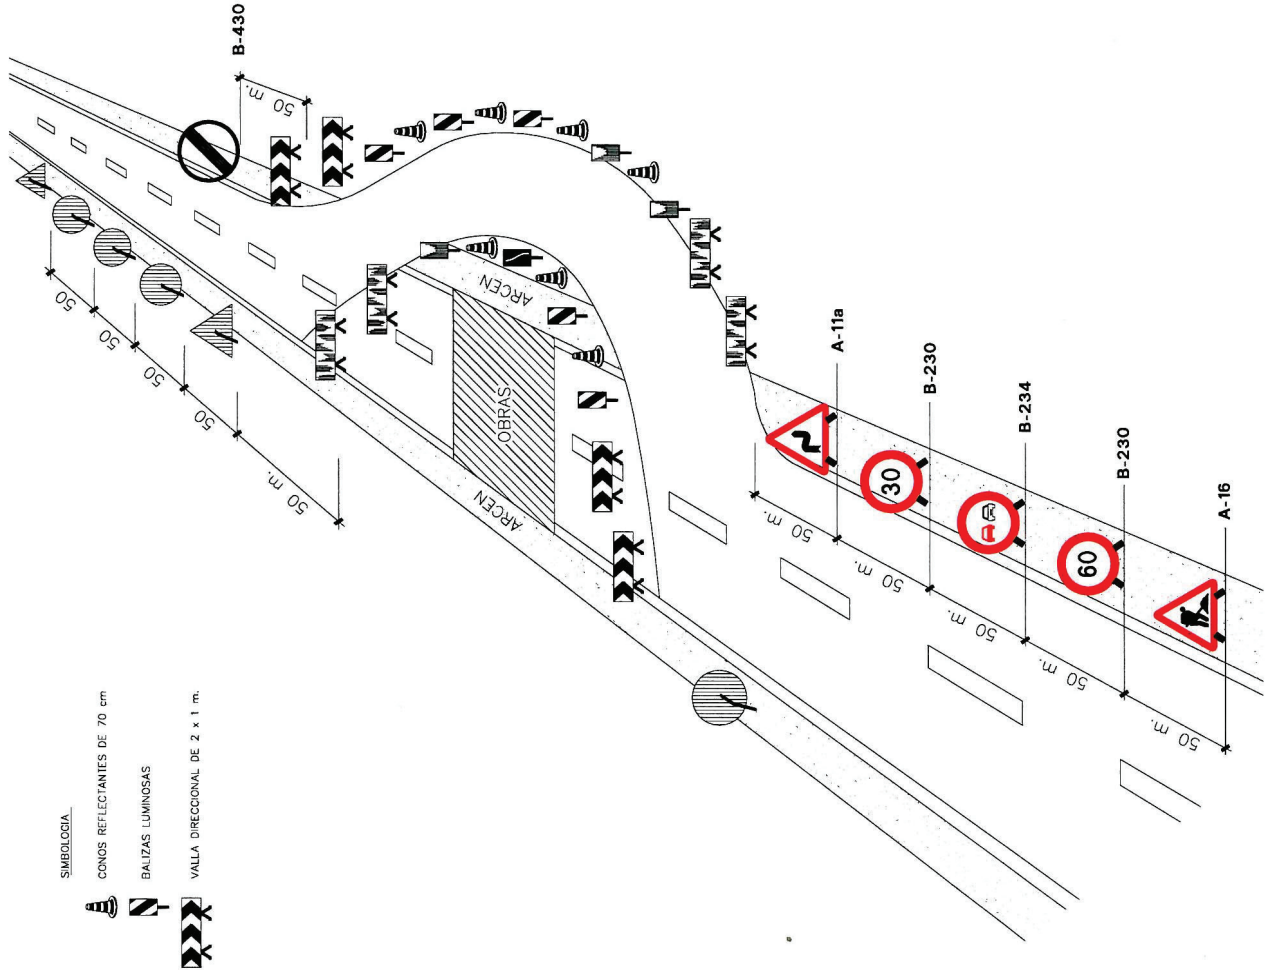 SIMBOLOGIA
CONOS REFLECTANTES DE 70 cm
BALIZAS LUMINOSAS
VALLA DIRECCIONAL DE 2 x 1 m.
B-430
50 m.
50
50
50
50
50 m.
ARCEN
OBRAS
ARCEN
A-11a
B-230
30
B-234
B-230
60
A-16
50 m.
50 m.
50 m.
50 m.
50 m.